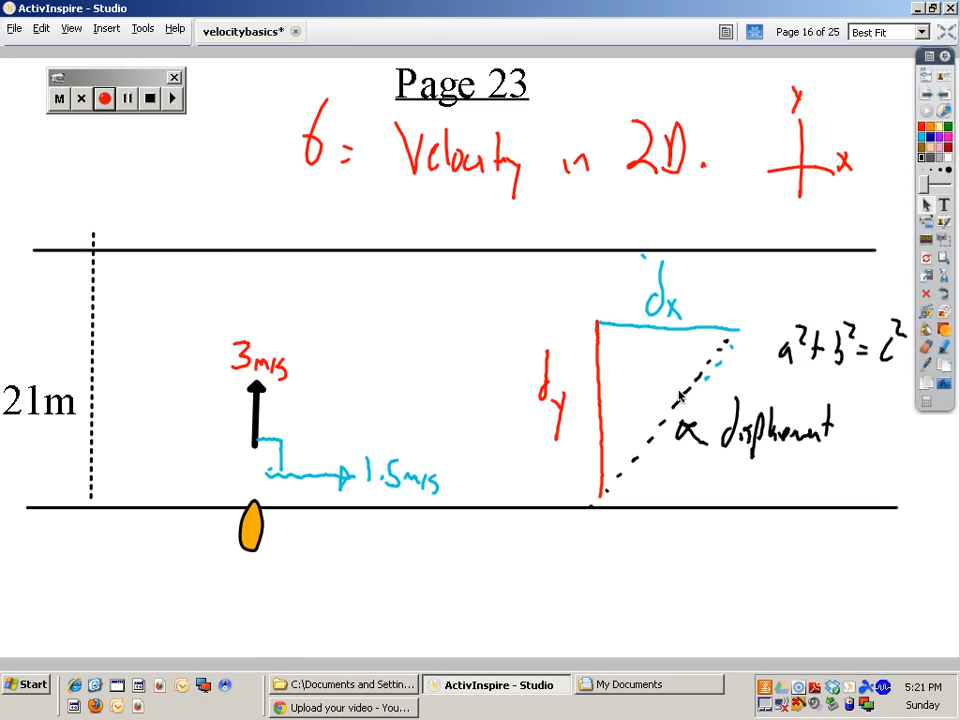 ActivInspire - Studio
File Edit View Insert Tools Help
velocitybasics*
Page 16 of 25
Best Fit
M
Page 23
6 = Velocity in 2D.
y
x
dx
3m/s
a²+b²=c²
21m
dy
1.5m/s
T
Start
C:\Documents and Settin...
ActivInspire - Studio
My Documents
Upload your video - You...
5:21 PM
Sunday